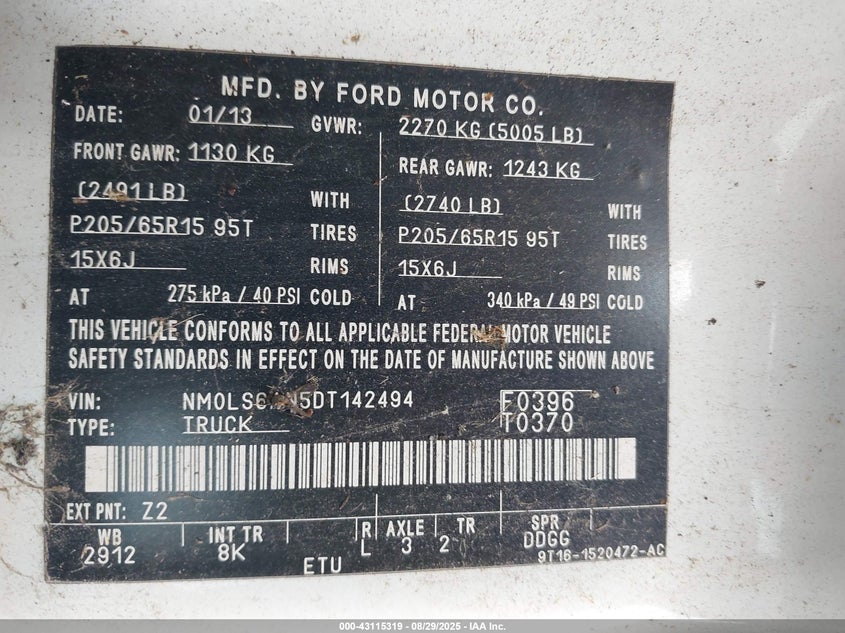 MFD. BY FORD MOTOR CO.
DATE: 01/13 GVWR: 2270 KG (5005 LB)
FRONT GAWR: 1130 KG REAR GAWR: 1243 KG
(2491 LB) WITH (2740 LB) WITH
P205/65R15 95T TIRES P205/65R15 95T TIRES
15X6J RIMS 15X6J RIMS
AT 275 kPa / 40 PSI COLD AT 340 kPa / 49 PSI COLD
THIS VEHICLE CONFORMS TO ALL APPLICABLE FEDERAL MOTOR VEHICLE
SAFETY STANDARDS IN EFFECT ON THE DATE OF MANUFACTURE SHOWN ABOVE
VIN: F0396
TYPE: TRUCK T0370
EXT PNT: Z2
WB INT TR R AXLE TR SPR
2912 8K L 3 2 DDGG
ETU 9T16-1520472-AC
000-43115319 - 08/29/2025 - IAA Inc.